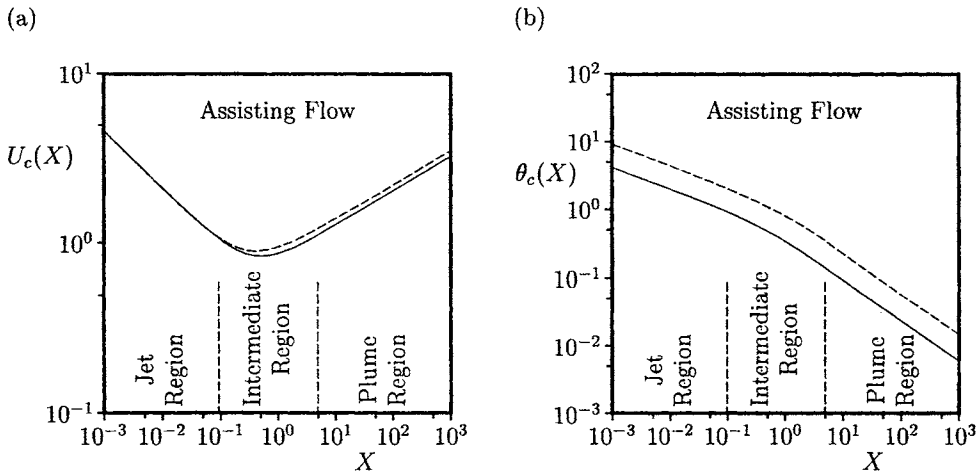 (a)
10^1
Assisting Flow
U_c(X)
10^0
Jet
Region
Intermediate
Region
Plume
Region
10^{-1}
10^{-3} 10^{-2} 10^{-1} 10^0 10^1 10^2 10^3
X
(b)
10^2
Assisting Flow
10^1
θ_c(X)
10^0
10^{-1}
10^{-2}
Jet
Region
Intermediate
Region
Plume
Region
10^{-3}
10^{-3} 10^{-2} 10^{-1} 10^0 10^1 10^2 10^3
X